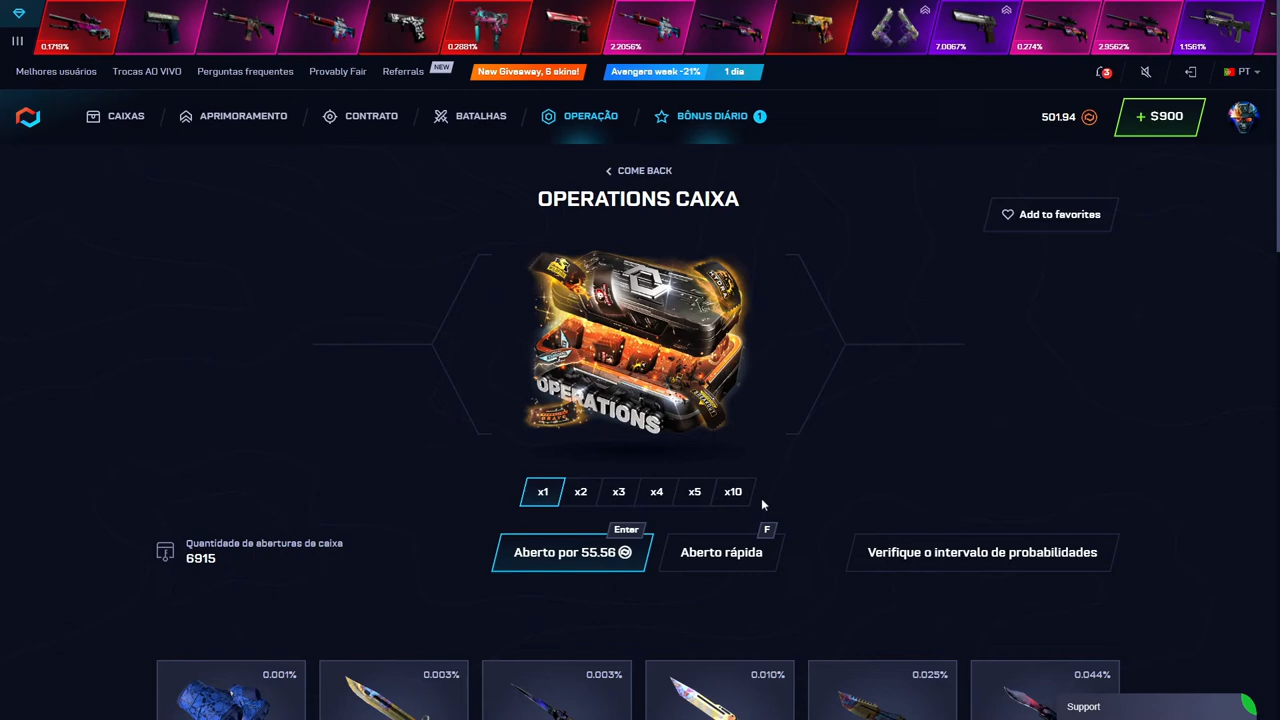 0.1719%
0.2881%
2.2056%
7.0067%
0.274%
2.9562%
1.1561%
Melhores usuários
Trocas AO VIVO
Perguntas frequentes
Provably Fair
Referrals
NEW
New Giveaway, 6 skins!
Avengers week -21%
1 dia
3
PT
CAIXAS
APRIMORAMENTO
CONTRATO
BATALHAS
OPERAÇÃO
BÔNUS DIÁRIO 1
501.94
+ $900
COME BACK
OPERATIONS CAIXA
Add to favorites
HYDRA
OPERATIONS
x1 x2 x3 x4 x5 x10
Enter
F
Quantidade de aberturas de caixa
6915
Aberto por 55.56
Aberto rápida
Verifique o intervalo de probabilidades
0.001%
0.003%
0.003%
0.010%
0.025%
0.044%
Support